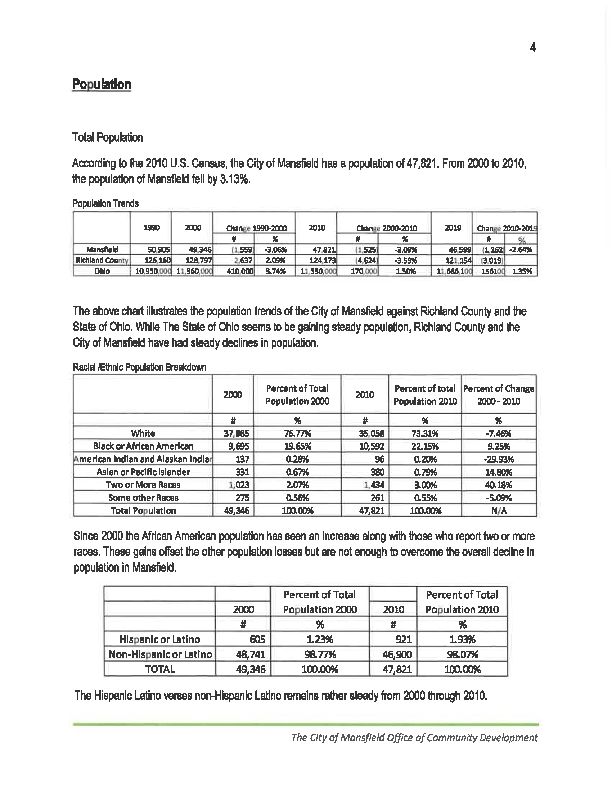 4
Population
Total Population
According to the 2010 U.S. Census, the City of Mansfield has a population of 47,821. From 2000 to 2010,
the population of Mansfield fell by 3.13%.
Population Trends
1990 2000 Change 1990-2000 2010 Change 2000-2010 2019 Change 2010-2019
# % # % # %
Mansfield 50,905 49,346 (1,559) -3.06% 47,821 (1,525) -3.09% 46,599 (1,262) -2.64%
Richland County 126,160 128,797 2,637 2.09% 124,173 (4,624) -3.59% 121,154 (3,019)
Ohio 10,950,000 11,360,000 410,000 3.74% 11,530,000 170,000 1.50% 11,686,100 156100 1.35%
The above chart illustrates the population trends of the City of Mansfield against Richland County and the
State of Ohio. While The State of Ohio seems to be gaining steady population, Richland County and the
City of Mansfield have had steady declines in population.
Racial /Ethnic Population Breakdown
2000 Percent of Total Population 2000 2010 Percent of total Population 2010 Percent of Change 2000 - 2010
# % # % %
White 37,885 76.77% 35,058 73.31% -7.46%
Black or African American 9,695 19.65% 10,592 22.15% 9.25%
American Indian and Alaskan Indian 137 0.28% 96 0.20% -29.93%
Asian or Pacific Islander 331 0.67% 380 0.79% 14.80%
Two or More Races 1,023 2.07% 1,434 3.00% 40.18%
Some other Races 275 0.56% 261 0.55% -5.09%
Total Population 49,346 100.00% 47,821 100.00% N/A
Since 2000 the African American population has seen an increase along with those who report two or more
races. These gains offset the other population losses but are not enough to overcome the overall decline in
population in Mansfield.
2000 Percent of Total Population 2000 2010 Percent of Total Population 2010
# % # %
Hispanic or Latino 605 1.23% 921 1.93%
Non-Hispanic or Latino 48,741 98.77% 46,900 98.07%
TOTAL 49,346 100.00% 47,821 100.00%
The Hispanic Latino verses non-Hispanic Latino remains rather steady from 2000 through 2010.
The City of Mansfield Office of Community Development